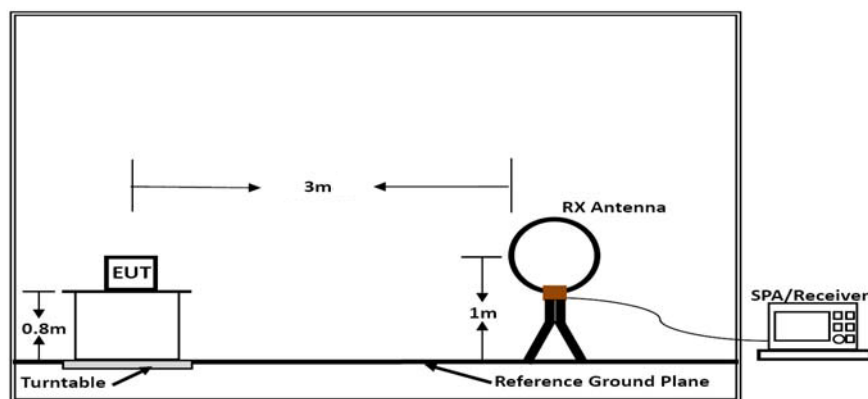 3m
RX Antenna
EUT
SPA/Receiver
0.8m
1m
Turntable
Reference Ground Plane